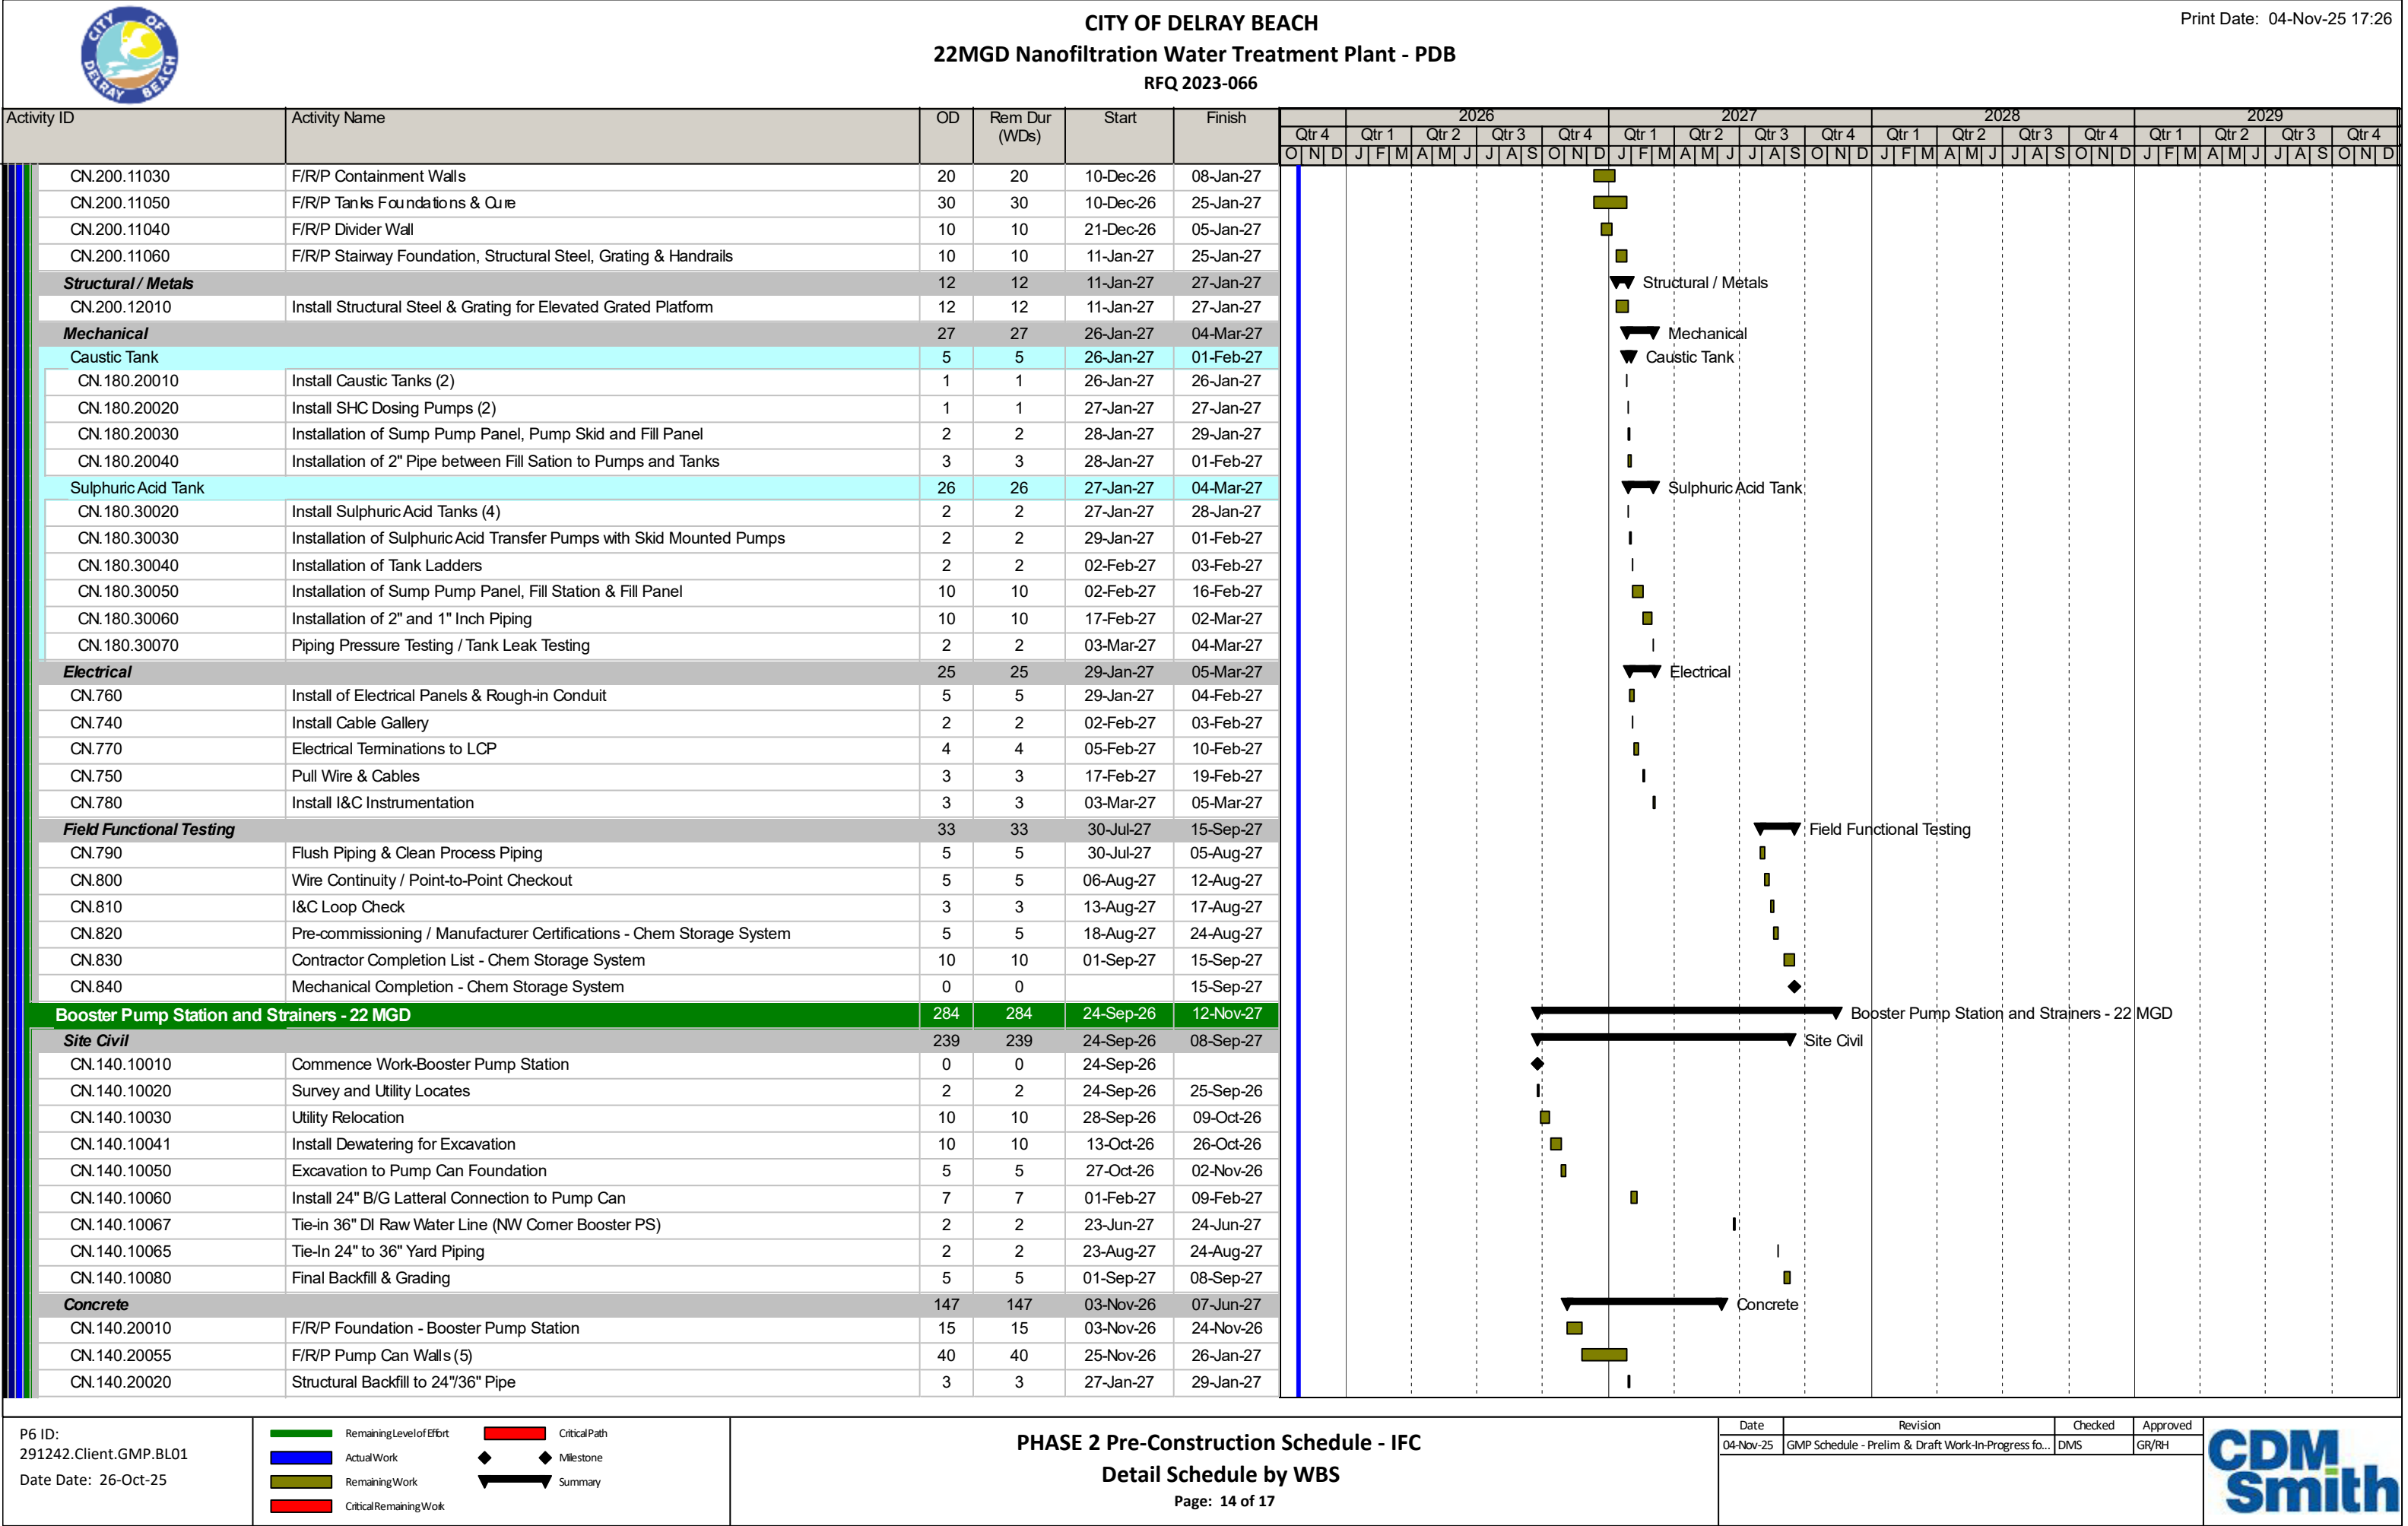 CITY OF DELRAY BEACH
CITY OF DELRAY BEACH
22MGD Nanofiltration Water Treatment Plant - PDB
RFQ 2023-066
Print Date: 04-Nov-25 17:26
Activity ID Activity Name OD Rem Dur (WDs) Start Finish
2026 2027 2028 2029
Qtr 4 Qtr 1 Qtr 2 Qtr 3 Qtr 4 Qtr 1 Qtr 2 Qtr 3 Qtr 4 Qtr 1 Qtr 2 Qtr 3 Qtr 4 Qtr 1 Qtr 2 Qtr 3 Qtr 4
O N D J F M A M J J A S O N D J F M A M J J A S O N D J F M A M J J A S O N D J F M A M J J A S O N D
CN.200.11030 F/R/P Containment Walls 20 20 10-Dec-26 08-Jan-27
CN.200.11050 F/R/P Tanks Foundations & Cure 30 30 10-Dec-26 25-Jan-27
CN.200.11040 F/R/P Divider Wall 10 10 21-Dec-26 05-Jan-27
CN.200.11060 F/R/P Stairway Foundation, Structural Steel, Grating & Handrails 10 10 11-Jan-27 25-Jan-27
Structural / Metals 12 12 11-Jan-27 27-Jan-27 Structural / Metals
CN.200.12010 Install Structural Steel & Grating for Elevated Grated Platform 12 12 11-Jan-27 27-Jan-27
Mechanical 27 27 26-Jan-27 04-Mar-27 Mechanical
Caustic Tank 5 5 26-Jan-27 01-Feb-27 Caustic Tank
CN.180.20010 Install Caustic Tanks (2) 1 1 26-Jan-27 26-Jan-27
CN.180.20020 Install SHC Dosing Pumps (2) 1 1 27-Jan-27 27-Jan-27
CN.180.20030 Installation of Sump Pump Panel, Pump Skid and Fill Panel 2 2 28-Jan-27 29-Jan-27
CN.180.20040 Installation of 2" Pipe between Fill Sation to Pumps and Tanks 3 3 28-Jan-27 01-Feb-27
Sulphuric Acid Tank 26 26 27-Jan-27 04-Mar-27 Sulphuric Acid Tank
CN.180.30020 Install Sulphuric Acid Tanks (4) 2 2 27-Jan-27 28-Jan-27
CN.180.30030 Installation of Sulphuric Acid Transfer Pumps with Skid Mounted Pumps 2 2 29-Jan-27 01-Feb-27
CN.180.30040 Installation of Tank Ladders 2 2 02-Feb-27 03-Feb-27
CN.180.30050 Installation of Sump Pump Panel, Fill Station & Fill Panel 10 10 02-Feb-27 16-Feb-27
CN.180.30060 Installation of 2" and 1" Inch Piping 10 10 17-Feb-27 02-Mar-27
CN.180.30070 Piping Pressure Testing / Tank Leak Testing 2 2 03-Mar-27 04-Mar-27
Electrical 25 25 29-Jan-27 05-Mar-27 Electrical
CN.760 Install of Electrical Panels & Rough-in Conduit 5 5 29-Jan-27 04-Feb-27
CN.740 Install Cable Gallery 2 2 02-Feb-27 03-Feb-27
CN.770 Electrical Terminations to LCP 4 4 05-Feb-27 10-Feb-27
CN.750 Pull Wire & Cables 3 3 17-Feb-27 19-Feb-27
CN.780 Install I&C Instrumentation 3 3 03-Mar-27 05-Mar-27
Field Functional Testing 33 33 30-Jul-27 15-Sep-27 Field Functional Testing
CN.790 Flush Piping & Clean Process Piping 5 5 30-Jul-27 05-Aug-27
CN.800 Wire Continuity / Point-to-Point Checkout 5 5 06-Aug-27 12-Aug-27
CN.810 I&C Loop Check 3 3 13-Aug-27 17-Aug-27
CN.820 Pre-commissioning / Manufacturer Certifications - Chem Storage System 5 5 18-Aug-27 24-Aug-27
CN.830 Contractor Completion List - Chem Storage System 10 10 01-Sep-27 15-Sep-27
CN.840 Mechanical Completion - Chem Storage System 0 0 15-Sep-27
Booster Pump Station and Strainers - 22 MGD 284 284 24-Sep-26 12-Nov-27 Booster Pump Station and Strainers - 22 MGD
Site Civil 239 239 24-Sep-26 08-Sep-27 Site Civil
CN.140.10010 Commence Work-Booster Pump Station 0 0 24-Sep-26
CN.140.10020 Survey and Utility Locates 2 2 24-Sep-26 25-Sep-26
CN.140.10030 Utility Relocation 10 10 28-Sep-26 09-Oct-26
CN.140.10041 Install Dewatering for Excavation 10 10 13-Oct-26 26-Oct-26
CN.140.10050 Excavation to Pump Can Foundation 5 5 27-Oct-26 02-Nov-26
CN.140.10060 Install 24" B/G Latteral Connection to Pump Can 7 7 01-Feb-27 09-Feb-27
CN.140.10067 Tie-in 36" DI Raw Water Line (NW Corner Booster PS) 2 2 23-Jun-27 24-Jun-27
CN.140.10065 Tie-In 24" to 36" Yard Piping 2 2 23-Aug-27 24-Aug-27
CN.140.10080 Final Backfill & Grading 5 5 01-Sep-27 08-Sep-27
Concrete 147 147 03-Nov-26 07-Jun-27 Concrete
CN.140.20010 F/R/P Foundation - Booster Pump Station 15 15 03-Nov-26 24-Nov-26
CN.140.20055 F/R/P Pump Can Walls (5) 40 40 25-Nov-26 26-Jan-27
CN.140.20020 Structural Backfill to 24"/36" Pipe 3 3 27-Jan-27 29-Jan-27
P6 ID:
291242.Client.GMP.BL01
Date Date: 26-Oct-25
Remaining Level of Effort Critical Path
Actual Work Milestone
Remaining Work Summary
Critical Remaining Work
PHASE 2 Pre-Construction Schedule - IFC
Detail Schedule by WBS
Page: 14 of 17
Date Revision Checked Approved
04-Nov-25 GMP Schedule - Prelim & Draft Work-In-Progress fo... DMS GR/RH
CDM
Smith